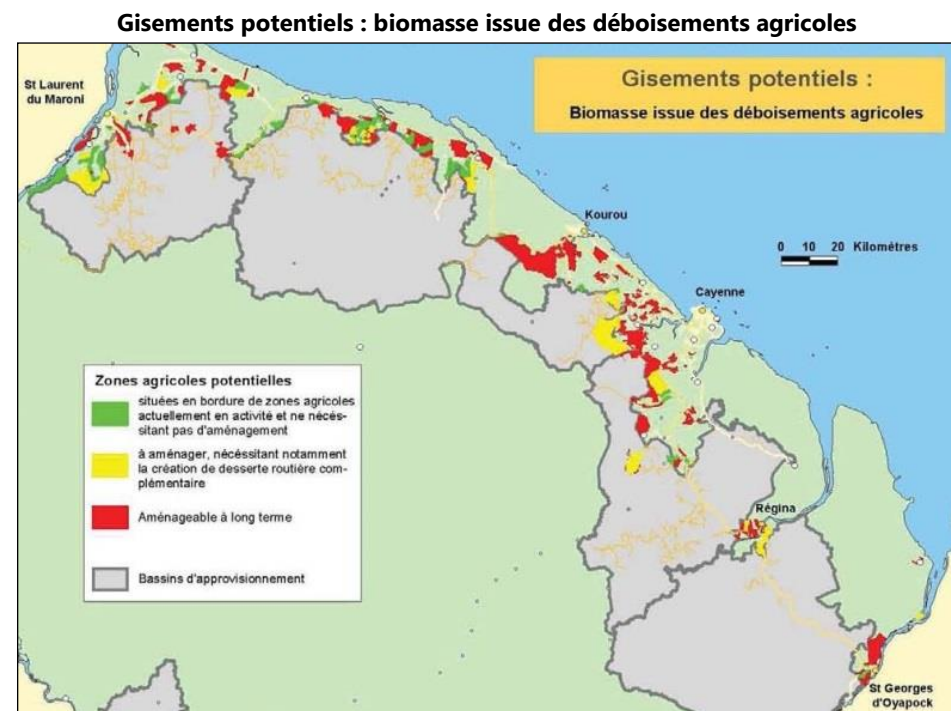 Gisements potentiels : biomasse issue des déboisements agricoles
Gisements potentiels :
Biomasse issue des déboisements agricoles
St Laurent
du Maroni
Kourou
0 10 20 Kilomètres
Cayenne
Zones agricoles potentielles
situées en bordure de zones agricoles
actuellement en activité et ne néces-
sitant pas d'aménagement
à aménager, nécessitant notamment
la création de desserte routière com-
plémentaire
Aménageable à long terme
Bassins d'approvisionnement
Régina
St Georges
d'Oyapock